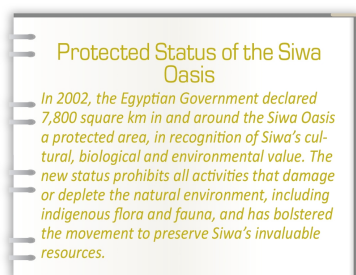 Protected Status of the Siwa
Oasis
In 2002, the Egyptian Government declared
7,800 square km in and around the Siwa Oasis
a protected area, in recognition of Siwa's cul-
tural, biological and environmental value. The
new status prohibits all activities that damage
or deplete the natural environment, including
indigenous flora and fauna, and has bolstered
the movement to preserve Siwa's invaluable
resources.